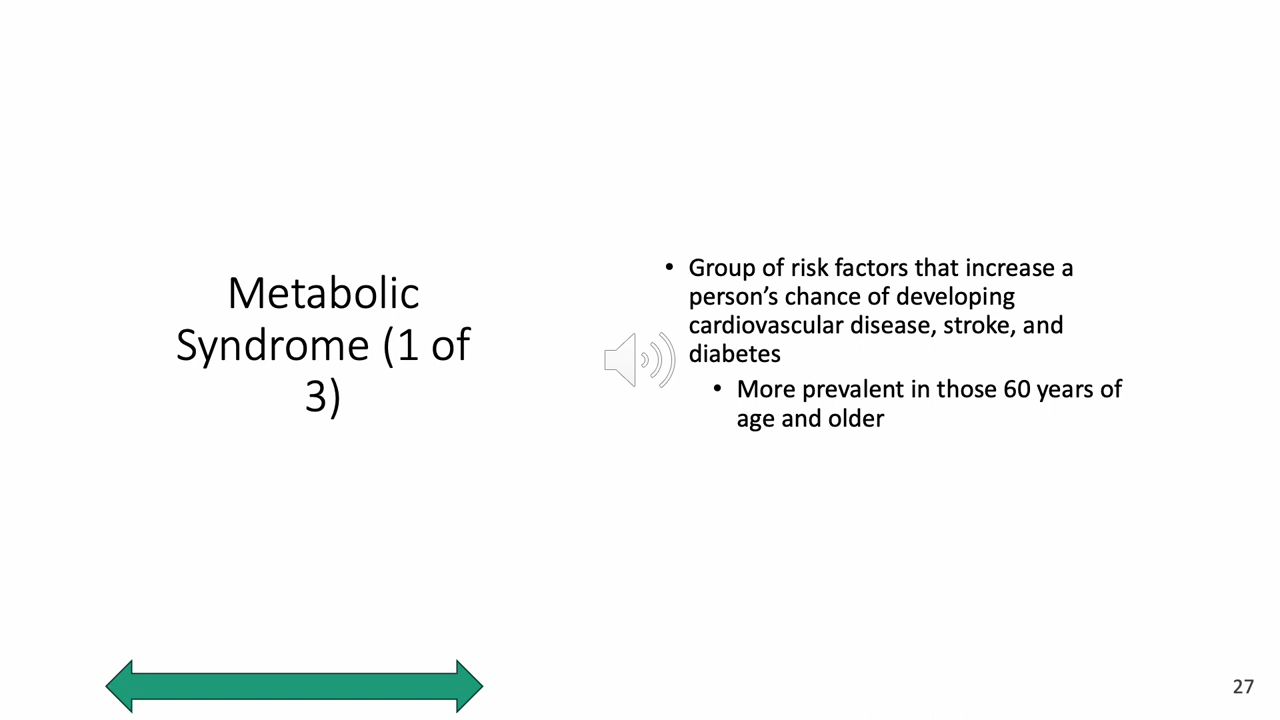 Metabolic
Syndrome (1 of
3)
• Group of risk factors that increase a
person’s chance of developing
cardiovascular disease, stroke, and
diabetes
• More prevalent in those 60 years of
age and older
27